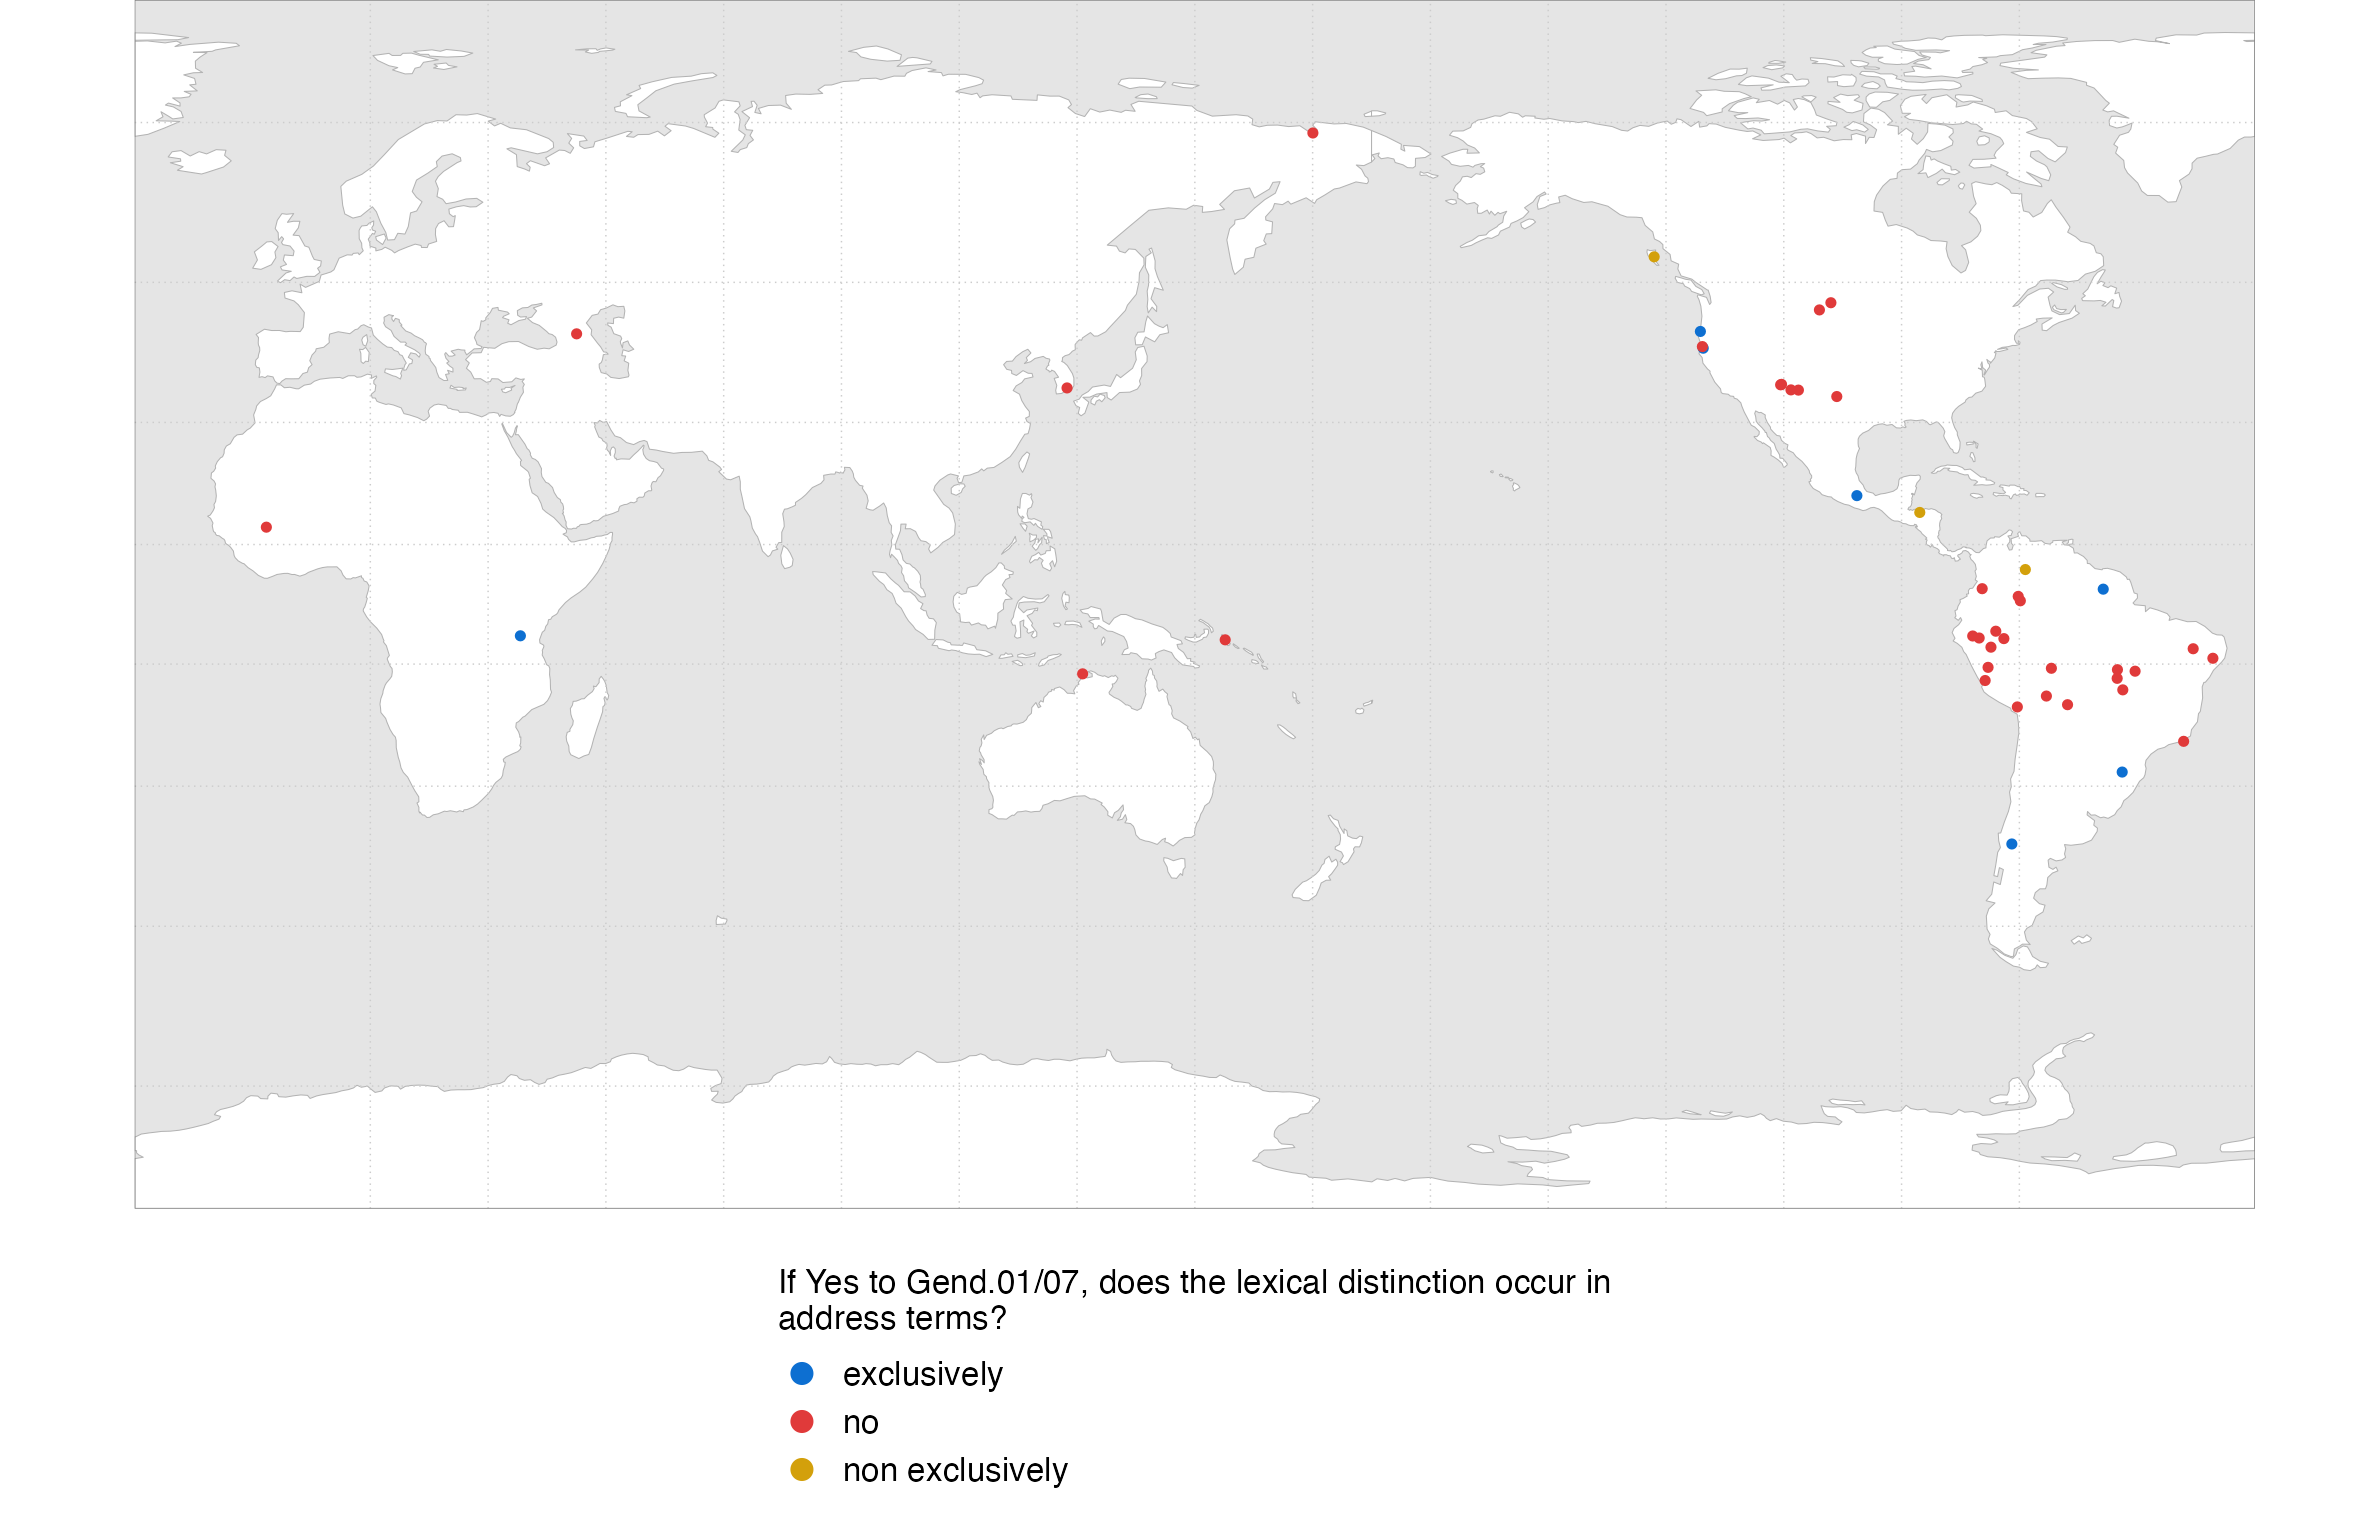 If Yes to Gend.01/07, does the lexical distinction occur in
address terms?
exclusively
no
non exclusively